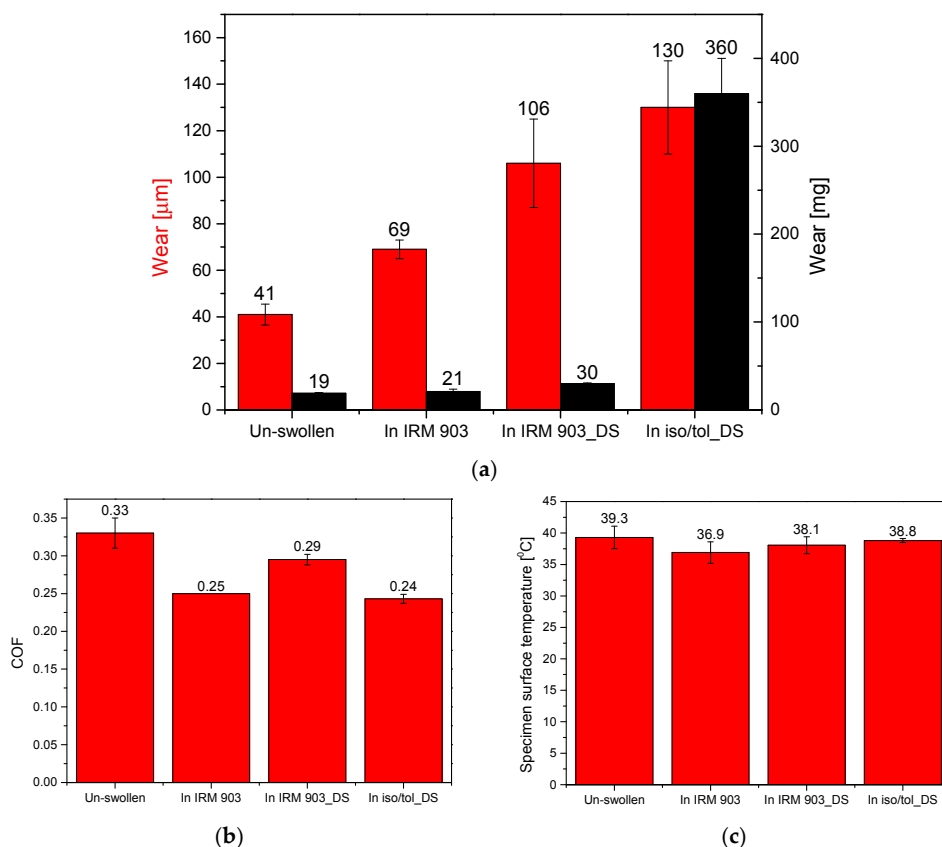 160
140
120
100
80
60
40
20
0
Wear [μm]
41
19
69
21
106
30
130
360
400
300
200
100
0
Wear [mg]
Un-swollen
In IRM 903
In IRM 903_DS
In iso/tol_DS
(a)
0.35
0.30
0.25
0.20
0.15
0.10
0.05
0.00
COF
0.33
0.25
0.29
0.24
Un-swollen
In IRM 903
In IRM 903_DS
In iso/tol_DS
(b)
45
40
35
30
25
20
15
10
5
0
Specimen surface temperature [⁰C]
39.3
36.9
38.1
38.8
Un-swollen
In IRM 903
In IRM 903_DS
In iso/tol_DS
(c)